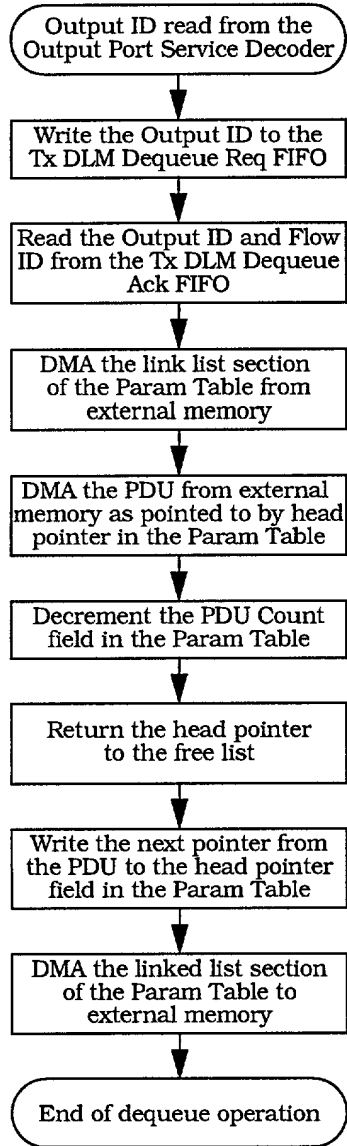 Output ID read from the
Output Port Service Decoder
Write the Output ID to the
Tx DLM Dequeue Req FIFO
Read the Output ID and Flow
ID from the Tx DLM Dequeue
Ack FIFO
DMA the link list section
of the Param Table from
external memory
DMA the PDU from external
memory as pointed to by head
pointer in the Param Table
Decrement the PDU Count
field in the Param Table
Return the head pointer
to the free list
Write the next pointer from
the PDU to the head pointer
field in the Param Table
DMA the linked list section
of the Param Table to
external memory
End of dequeue operation